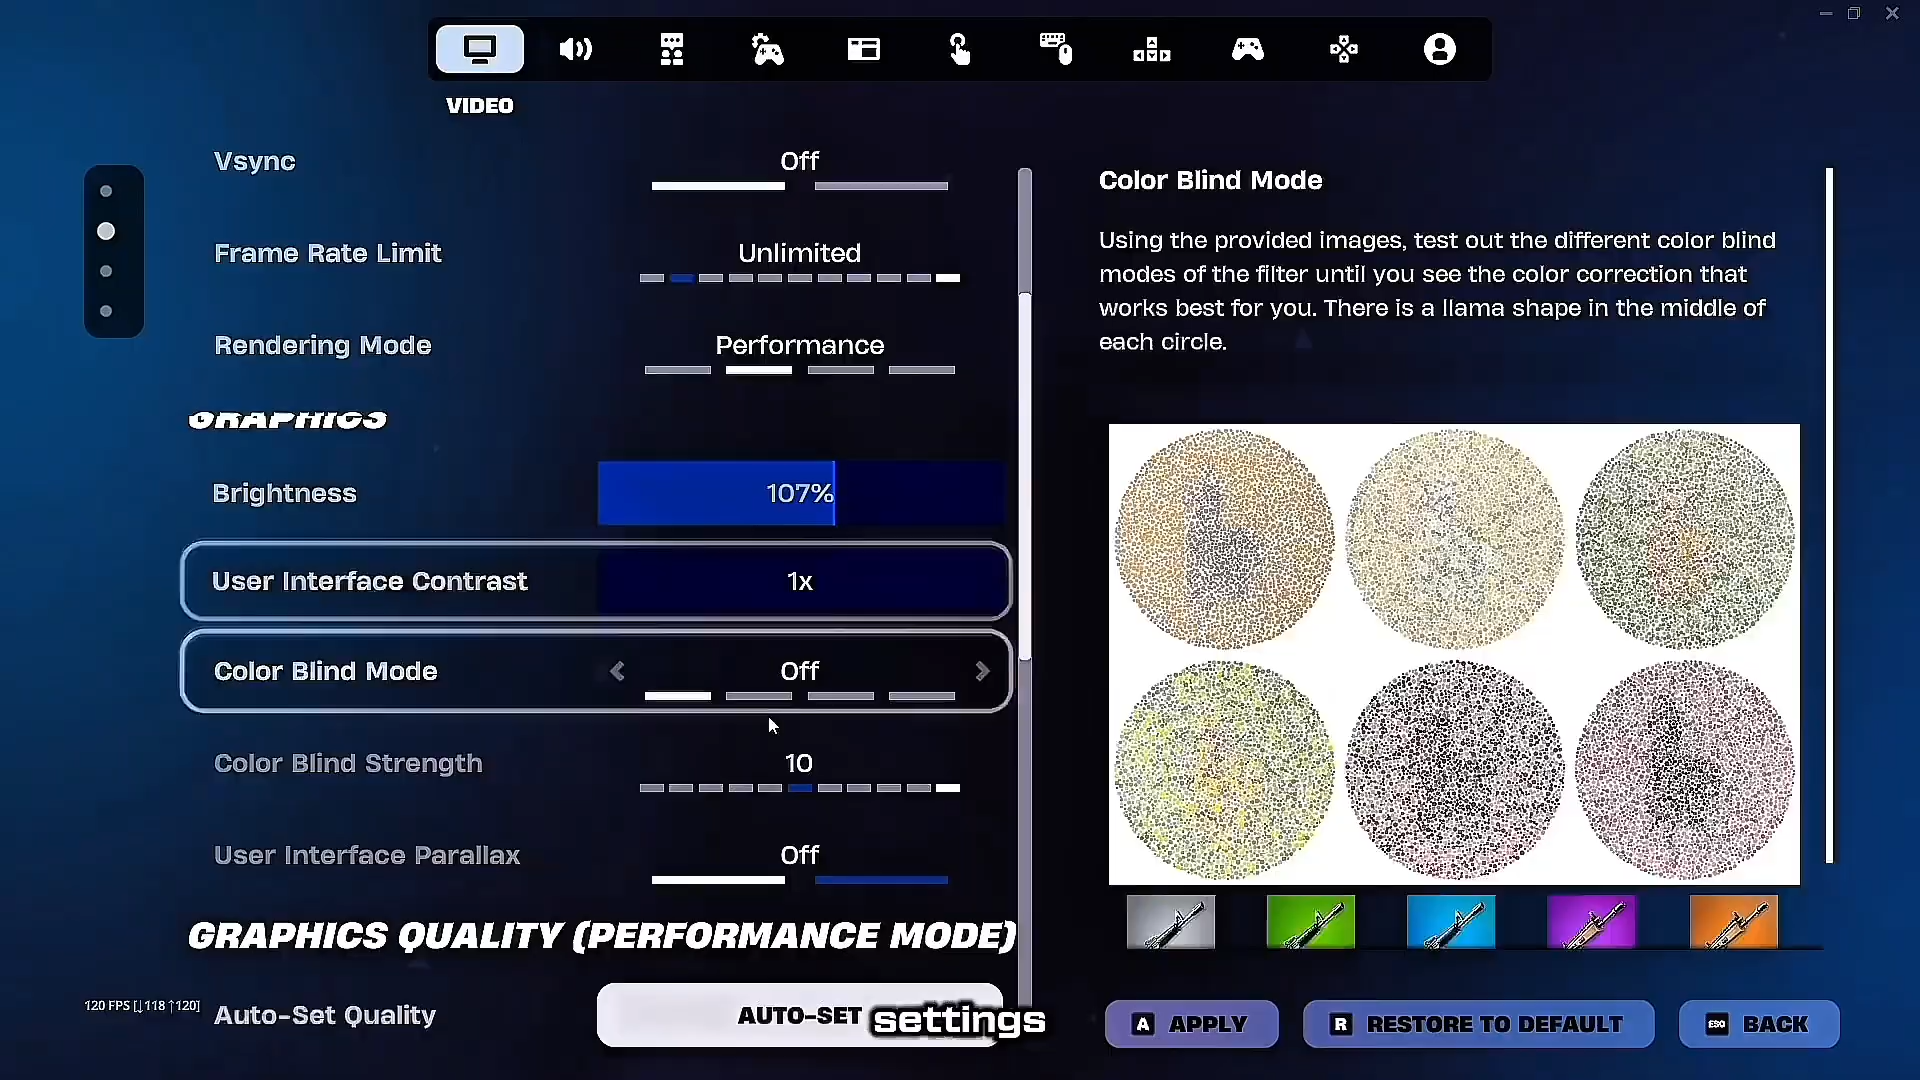 VIDEO
Vsync
Off
Frame Rate Limit
Unlimited
Rendering Mode
Performance
GRAPHICS
Brightness
107%
User Interface Contrast
1x
Color Blind Mode
Off
Color Blind Strength
10
User Interface Parallax
Off
GRAPHICS QUALITY (PERFORMANCE MODE)
120 FPS [↓118 ↑120]
Auto-Set Quality
AUTO-SET
settings
Color Blind Mode
Using the provided images, test out the different color blind
modes of the filter until you see the color correction that
works best for you. There is a llama shape in the middle of
each circle.
A APPLY
R RESTORE TO DEFAULT
ESC BACK